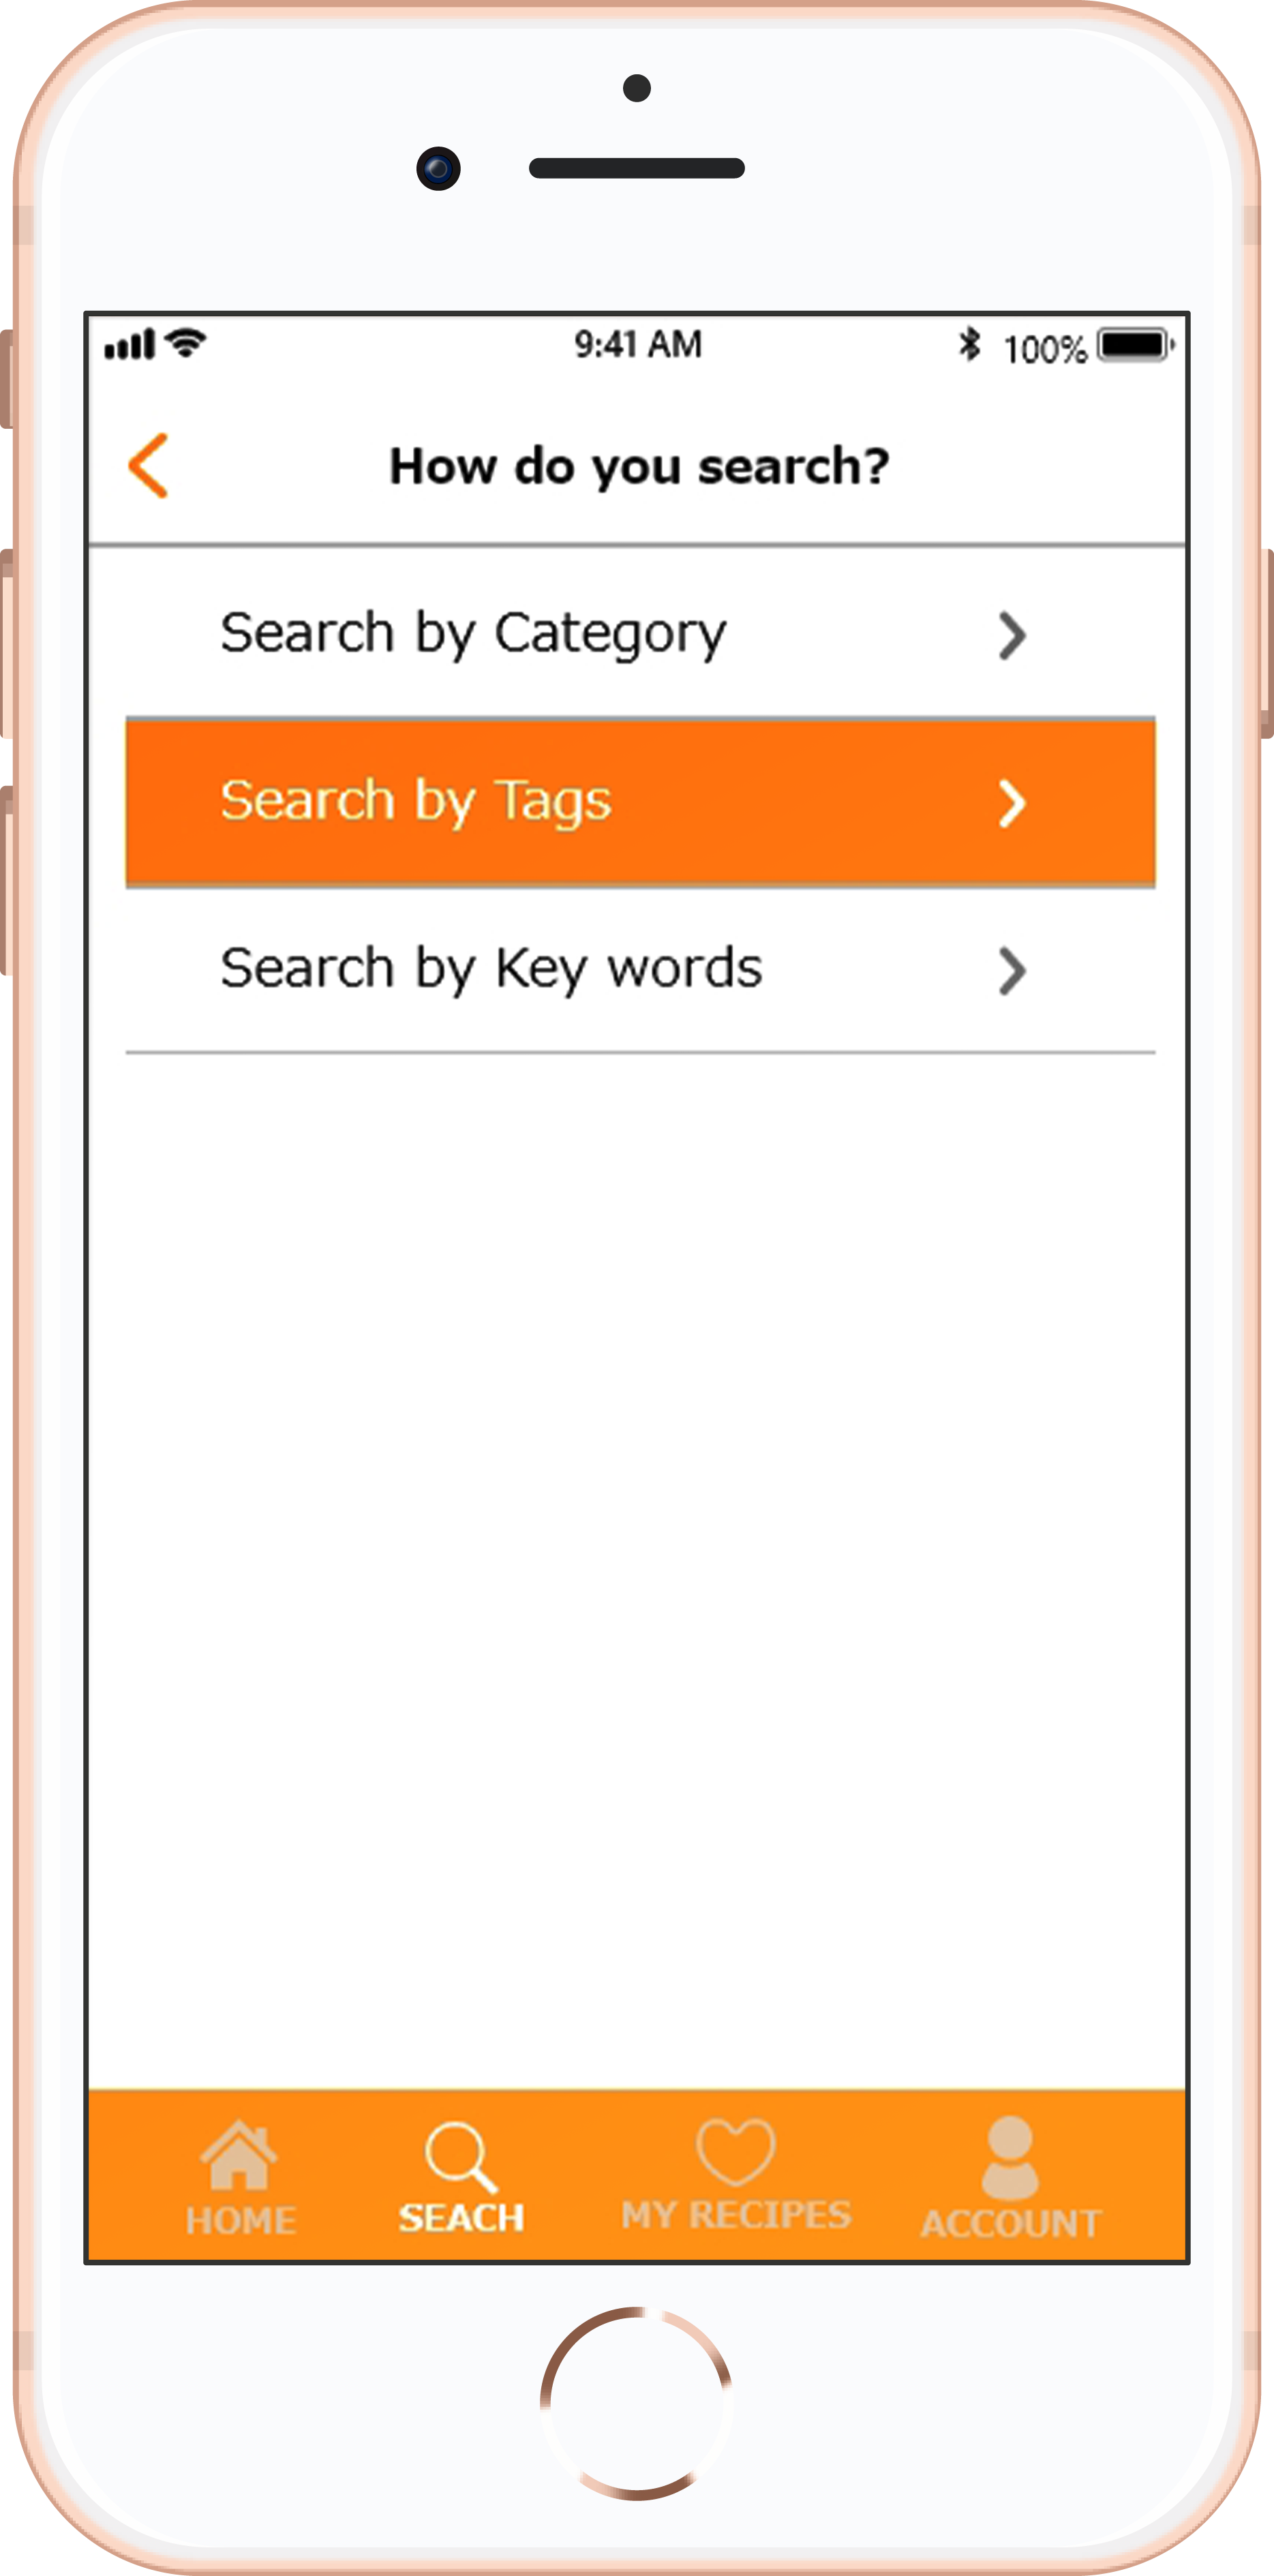 9:41 AM 100%
How do you search?
Search by Category
Search by Tags
Search by Key words
HOME SEACH MY RECIPES ACCOUNT